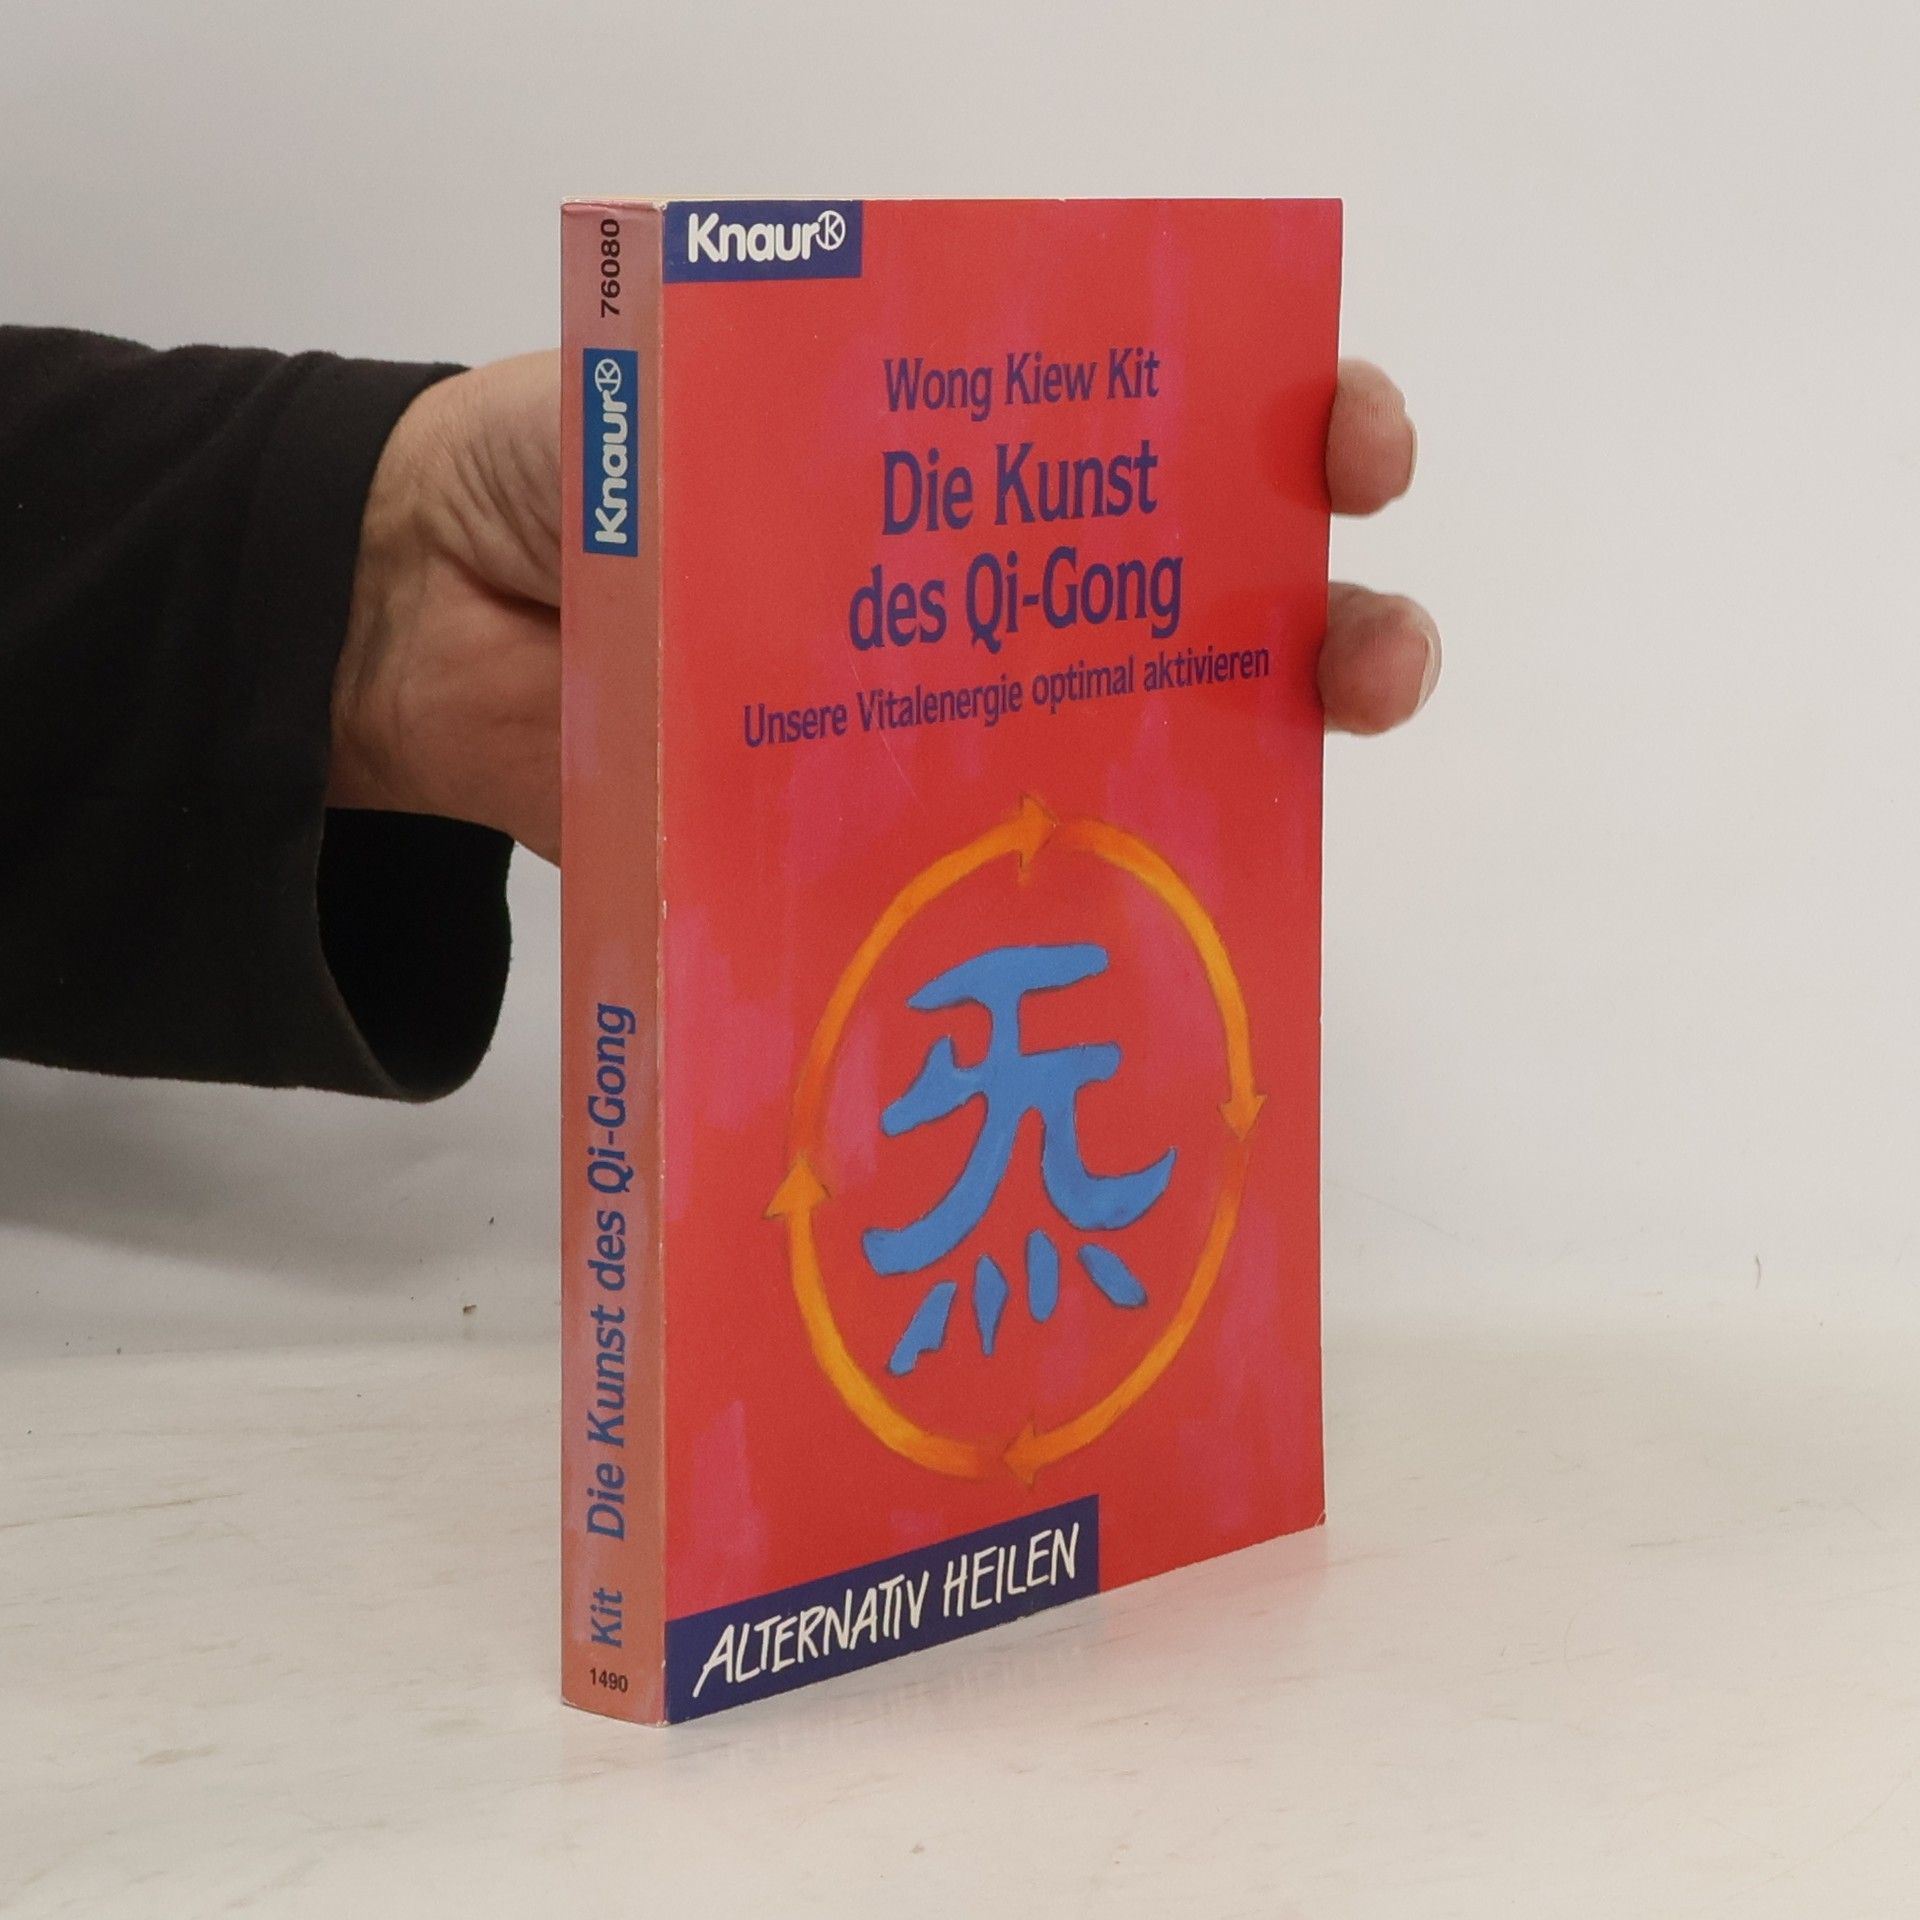 Knaur
Wong Kiew Kit
Die Kunst
des Qi-Gong
Unsere Vitalenergie optimal aktivieren
炁
ALTERNATIV HEILEN
76080
Knaur
Kit Die Kunst des Qi-Gong
1490